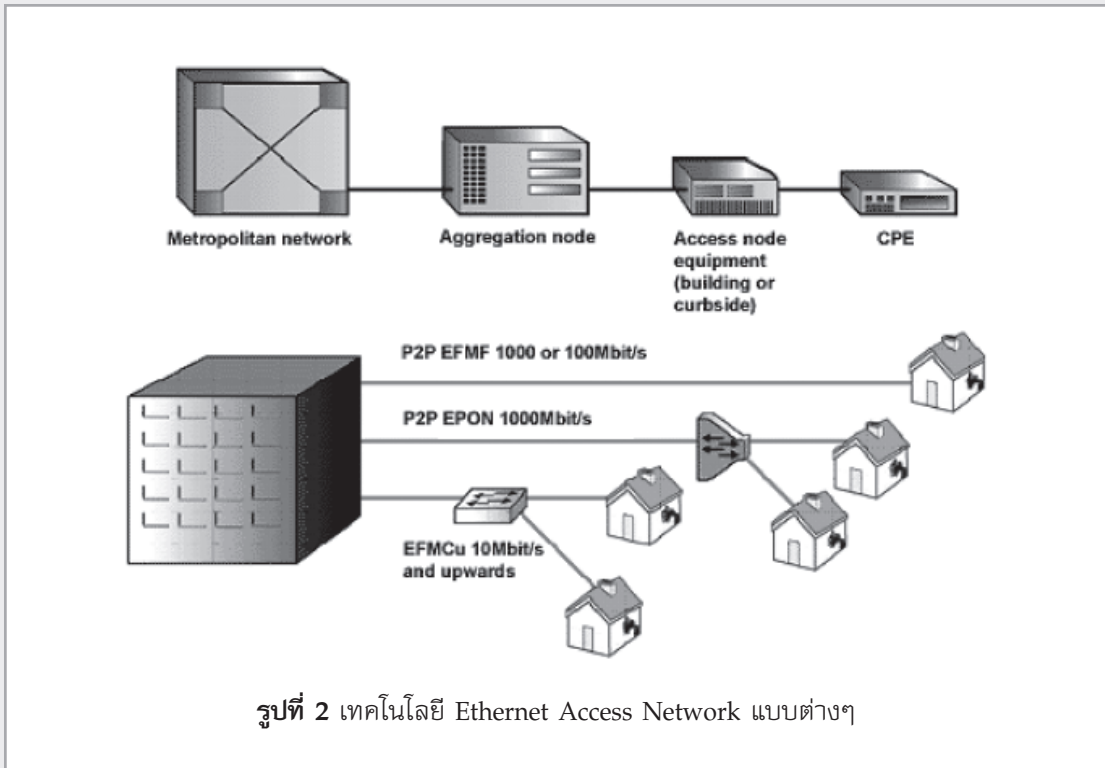 Metropolitan network
Aggregation node
Access node
equipment
(building or
curbside)
CPE
P2P EFMF 1000 or 100Mbit/s
P2P EPON 1000Mbit/s
EFMCu 10Mbit/s
and upwards
รูปที่ 2 เทคโนโลยี Ethernet Access Network แบบต่างๆ